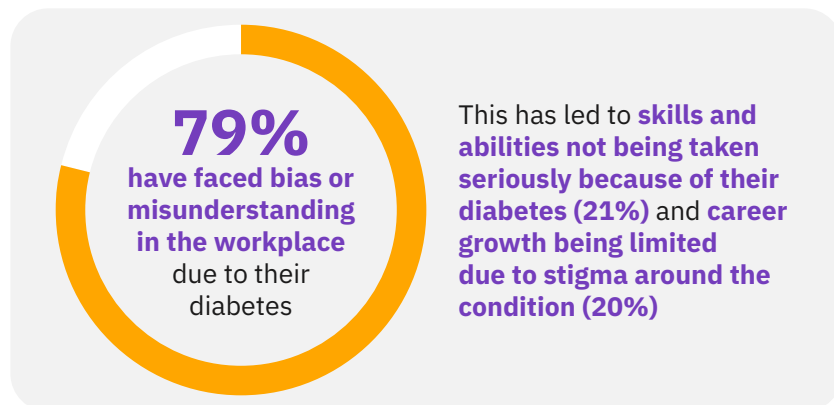 79%
have faced bias or
misunderstanding
in the workplace
due to their
diabetes
This has led to skills and
abilities not being taken
seriously because of their
diabetes (21%) and career
growth being limited
due to stigma around the
condition (20%)